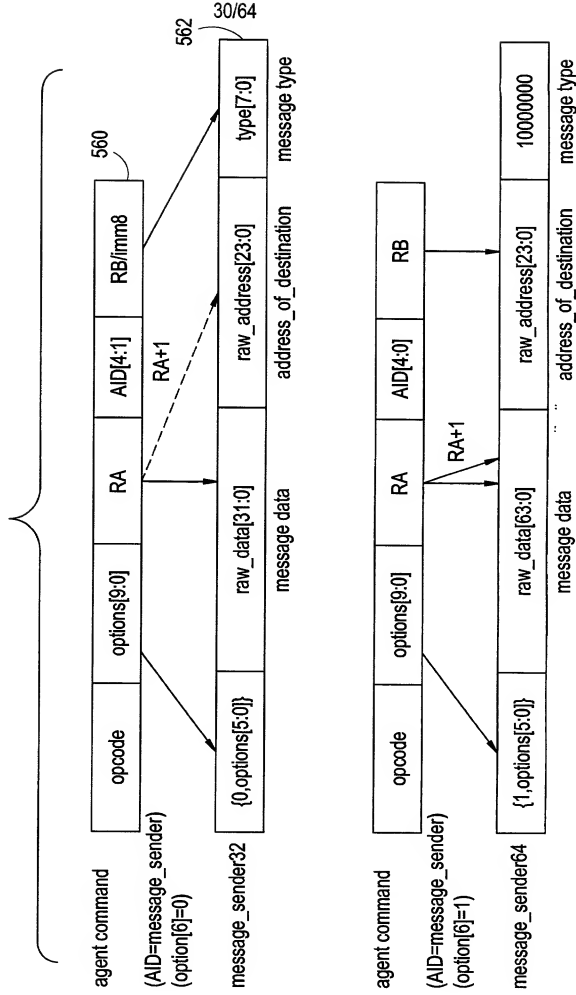 30/64
560
562
agent command
opcode
options[9:0]
RA
AID[4:1]
RB/imm8
(AID=message_sender)
(option[6]=0)
RA+1
message_sender32
{0,options[5:0]}
raw_data[31:0]
raw_address[23:0]
type[7:0]
message data
address_of_destination
message type
agent command
opcode
options[9:0]
RA
AID[4:0]
RB
(AID=message_sender)
(option[6]=1)
RA+1
message_sender64
{1,options[5:0]}
raw_data[63:0]
raw_address[23:0]
10000000
message data
address_of_destination
message type